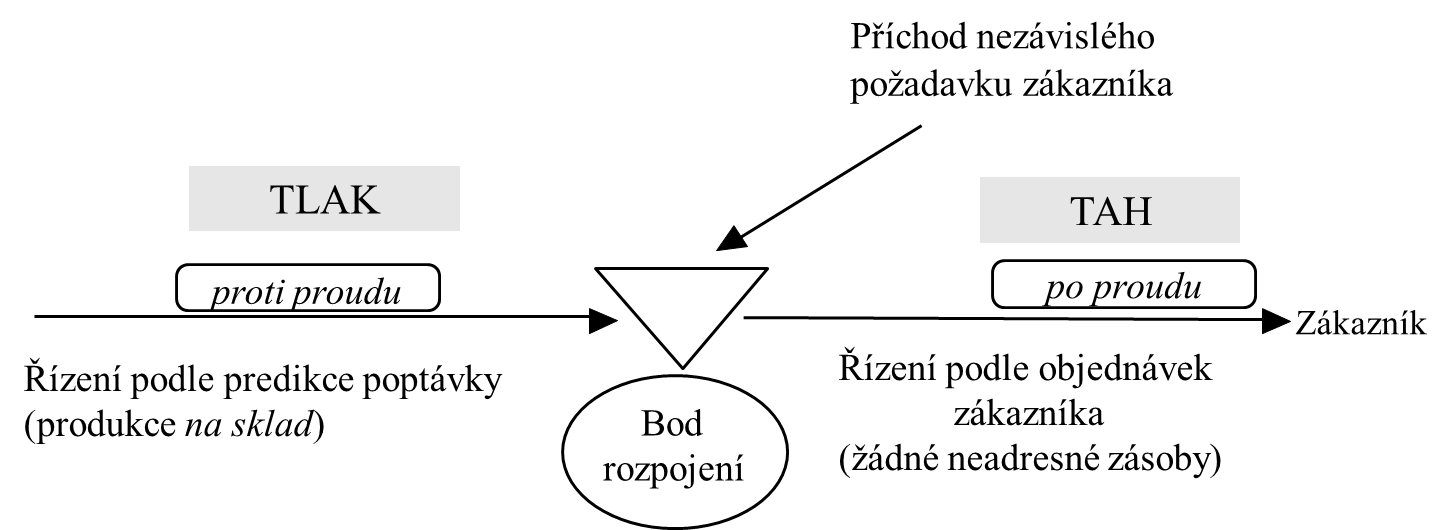 Příchod nezávislého
požadavku zákazníka
TLAK
TAH
proti proudu
po proudu
Zákazník
Řízení podle predikce poptávky
(produkce na sklad)
Bod
rozpojení
Řízení podle objednávek
zákazníka
(žádné neadresné zásoby)